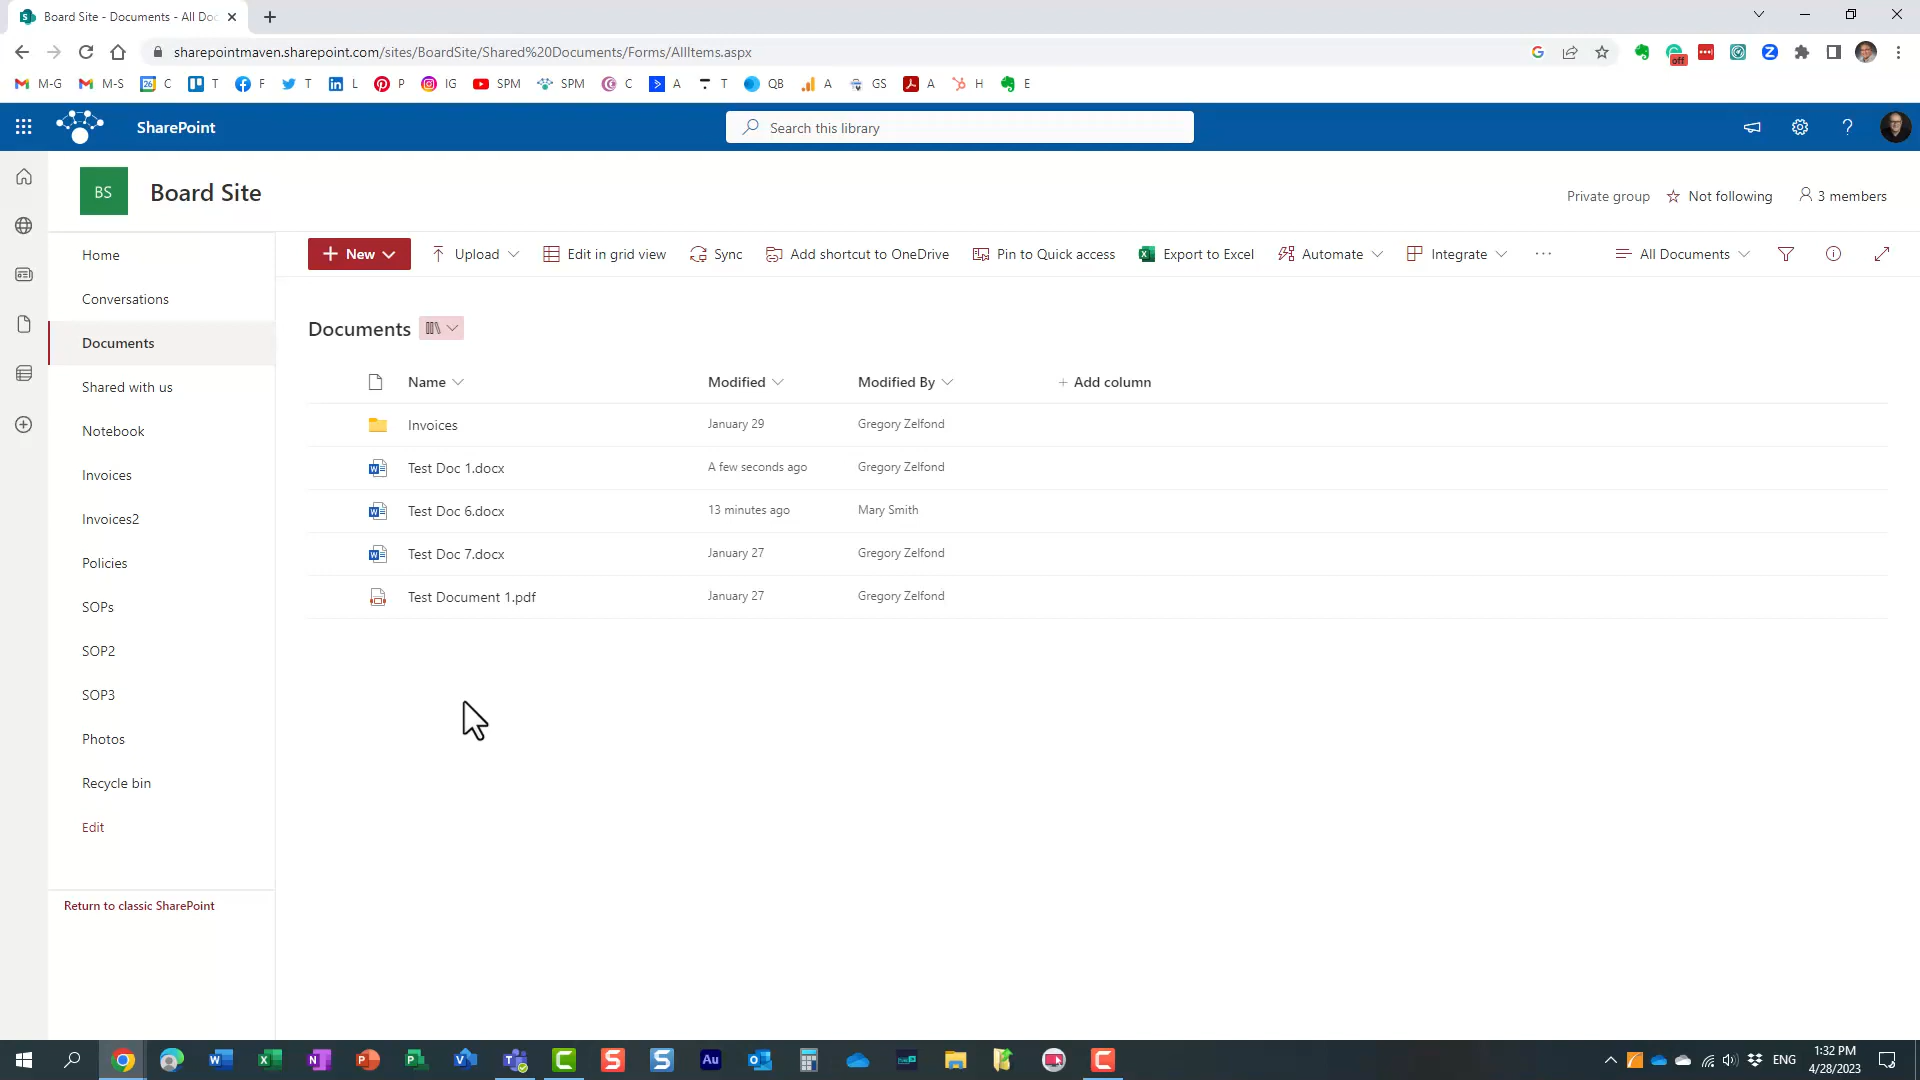 Board Site - Documents - All Doc
sharepointmaven.sharepoint.com/sites/BoardSite/Shared%20Documents/Forms/AllItems.aspx
off
M-G
M-S
26
C
T
F
T
L
P
IG
SPM
SPM
C
A
T
QB
A
GS
A
H
E
SharePoint
Search this library
BS
Board Site
Private group
Not following
3 members
Home
Conversations
Documents
Shared with us
Notebook
Invoices
Invoices2
Policies
SOPs
SOP2
SOP3
Photos
Recycle bin
Edit
Return to classic SharePoint
New
Upload
Edit in grid view
Sync
Add shortcut to OneDrive
Pin to Quick access
Export to Excel
Automate
Integrate
All Documents
Documents
Name
Modified
Modified By
Add column
Invoices
January 29
Gregory Zelfond
Test Doc 1.docx
A few seconds ago
Gregory Zelfond
Test Doc 6.docx
13 minutes ago
Mary Smith
Test Doc 7.docx
January 27
Gregory Zelfond
Test Document 1.pdf
January 27
Gregory Zelfond
Au
ENG
1:32 PM
4/28/2023